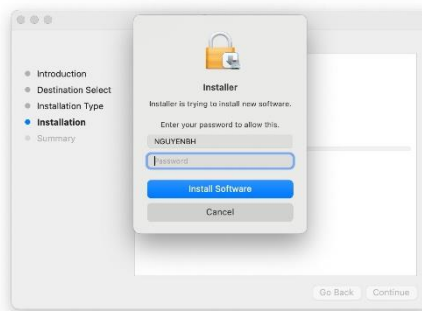 Introduction
Destination Select
Installation Type
Installation
Summary
Installer
Installer is trying to install new software.
Enter your password to allow this.
NGUYENBH
Password
Install Software
Cancel
Go Back
Continue